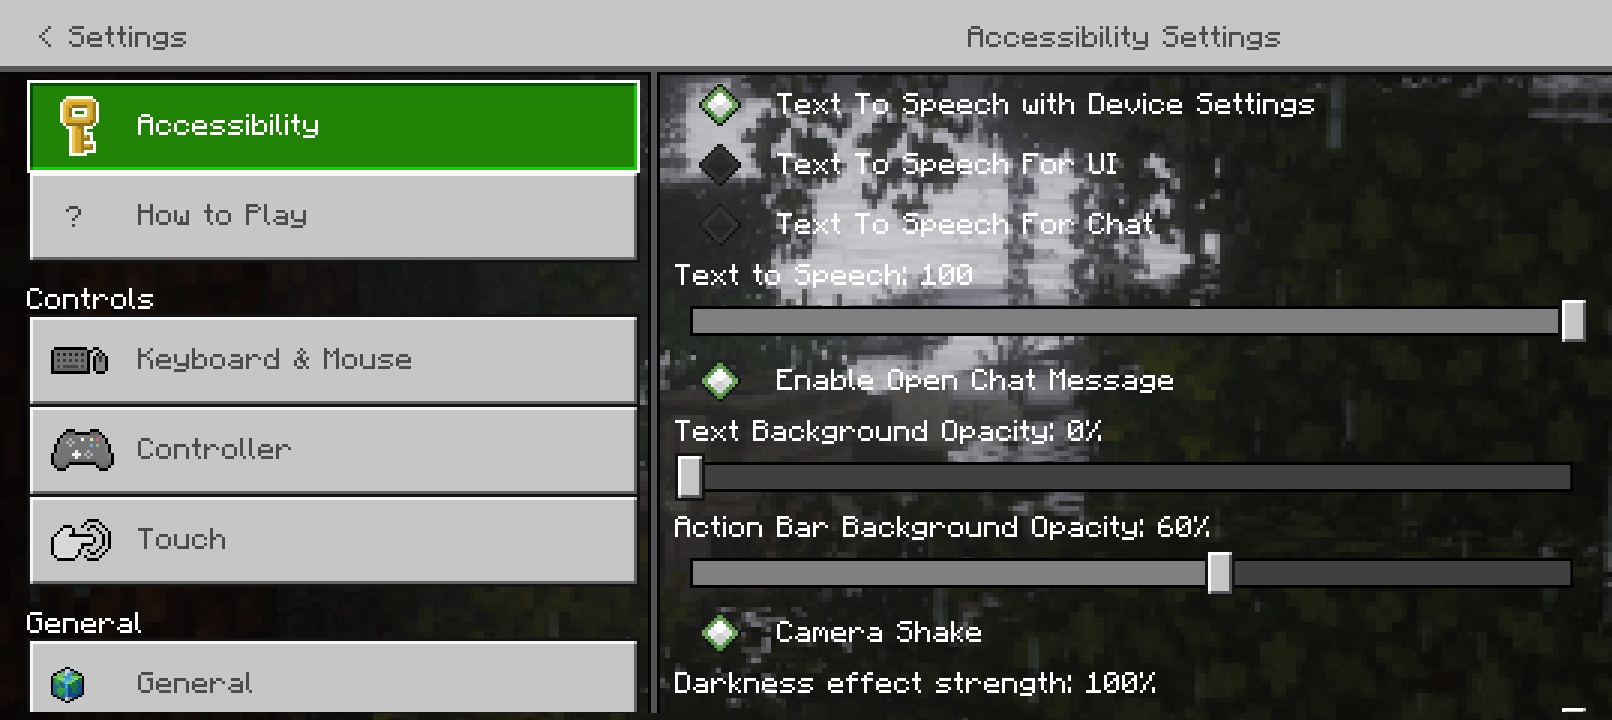 < Settings
Accessibility Settings
Accessibility
? How to Play
Controls
Keyboard & Mouse
Controller
Touch
General
General
Text To Speech with Device Settings
Text To Speech For UI
Text To Speech For Chat
Text to Speech: 100
Enable Open Chat Message
Text Background Opacity: 0%
Action Bar Background Opacity: 60%
Camera Shake
Darkness effect strength: 100%